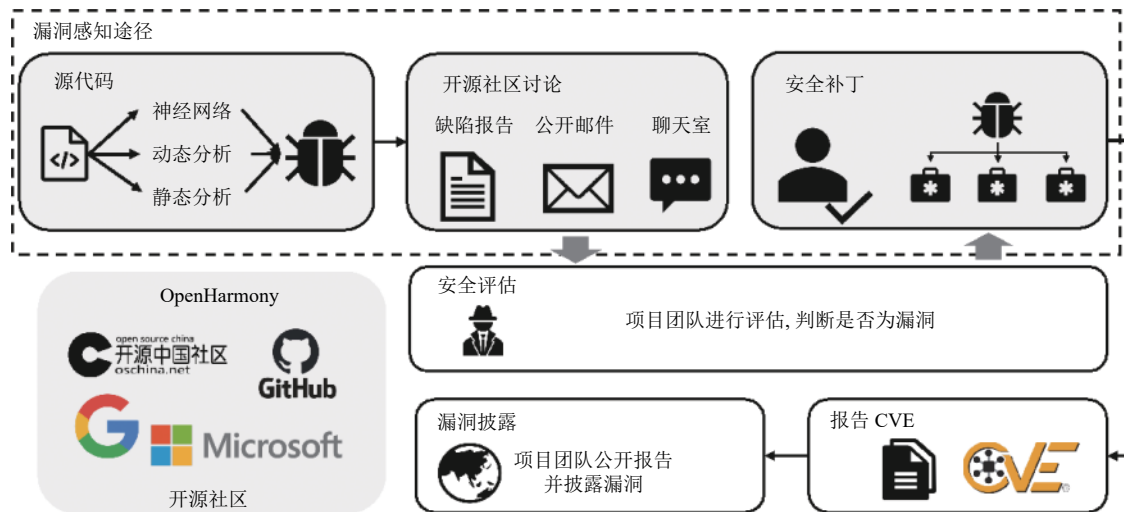 漏洞感知途径
源代码
神经网络
动态分析
静态分析
</>
开源社区讨论
缺陷报告 公开邮件 聊天室
安全补丁
安全评估
项目团队进行评估, 判断是否为漏洞
OpenHarmony
open source china
开源中国社区
oschina.net
GitHub
G
Microsoft
开源社区
漏洞披露
项目团队公开报告
并披露漏洞
报告 CVE
CVE